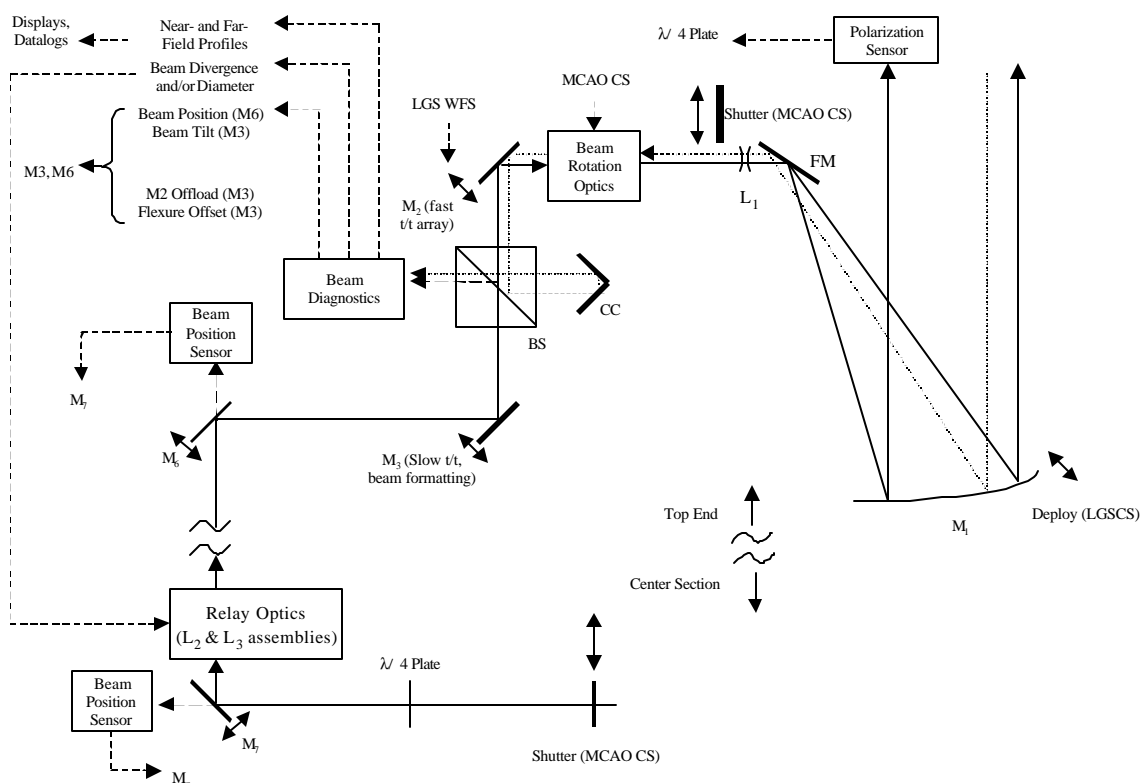 Displays,
Datalogs
Near- and Far-
Field Profiles
Beam Divergence
and/or Diameter
Beam Position (M6)
Beam Tilt (M3)
M3, M6
M2 Offload (M3)
Flexure Offset (M3)
λ/ 4 Plate
Polarization
Sensor
MCAO CS
LGS WFS
Shutter (MCAO CS)
Beam
Rotation
Optics
FM
L1
M2 (fast
t/t array)
Beam
Diagnostics
CC
BS
Beam
Position
Sensor
M7
M6
M3 (Slow t/t,
beam formatting)
Top End
M1
Deploy (LGSCS)
Center Section
Relay Optics
(L2 & L3 assemblies)
λ/ 4 Plate
Beam
Position
Sensor
M7
Shutter (MCAO CS)